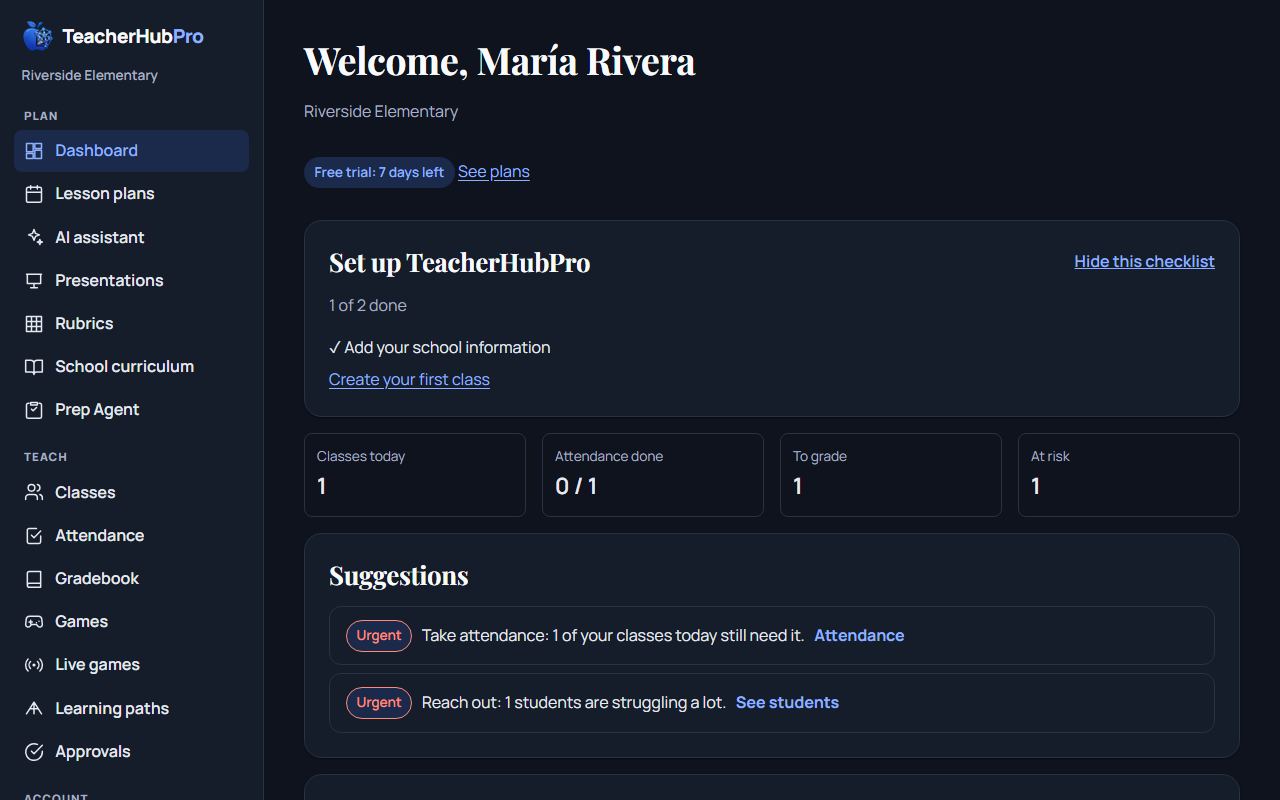 TeacherHubPro
Riverside Elementary
PLAN
Dashboard
Lesson plans
AI assistant
Presentations
Rubrics
School curriculum
Prep Agent
TEACH
Classes
Attendance
Gradebook
Games
Live games
Learning paths
Approvals
ACCOUNT
Welcome, María Rivera
Riverside Elementary
Free trial: 7 days left See plans
Set up TeacherHubPro
Hide this checklist
1 of 2 done
✓ Add your school information
Create your first class
Classes today
1
Attendance done
0 / 1
To grade
1
At risk
1
Suggestions
Urgent Take attendance: 1 of your classes today still need it. Attendance
Urgent Reach out: 1 students are struggling a lot. See students